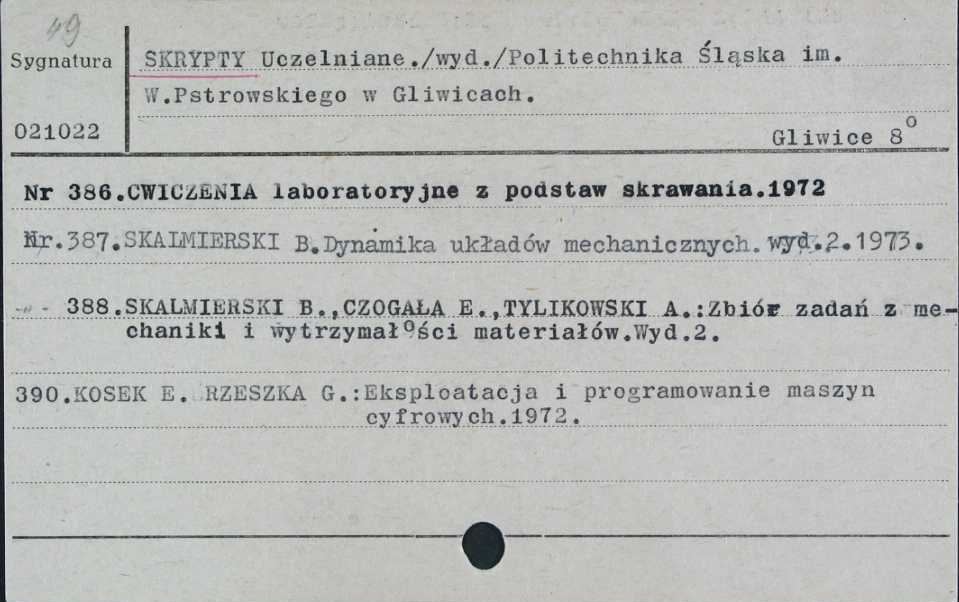 49
Sygnatura
SKRYPTY Uczelniane./wyd./Politechnika Śląska im.
W.Pstrowskiego w Gliwicach.
021022
Gliwice 8°
Nr 386.CWICZENIA laboratoryjne z podstaw skrawania.1972
Nr.387.SKALMIERSKI B.Dynamika układów mechanicznych. wyd.2.1973.
-"- 388.SKALMIERSKI B.,CZOGAŁA E.,TYLIKOWSKI A.:Zbiór zadań z me-
chaniki i wytrzymałości materiałów.Wyd.2.
390.KOSEK E. RZESZKA G.:Eksploatacja i programowanie maszyn
cyfrowych.1972.